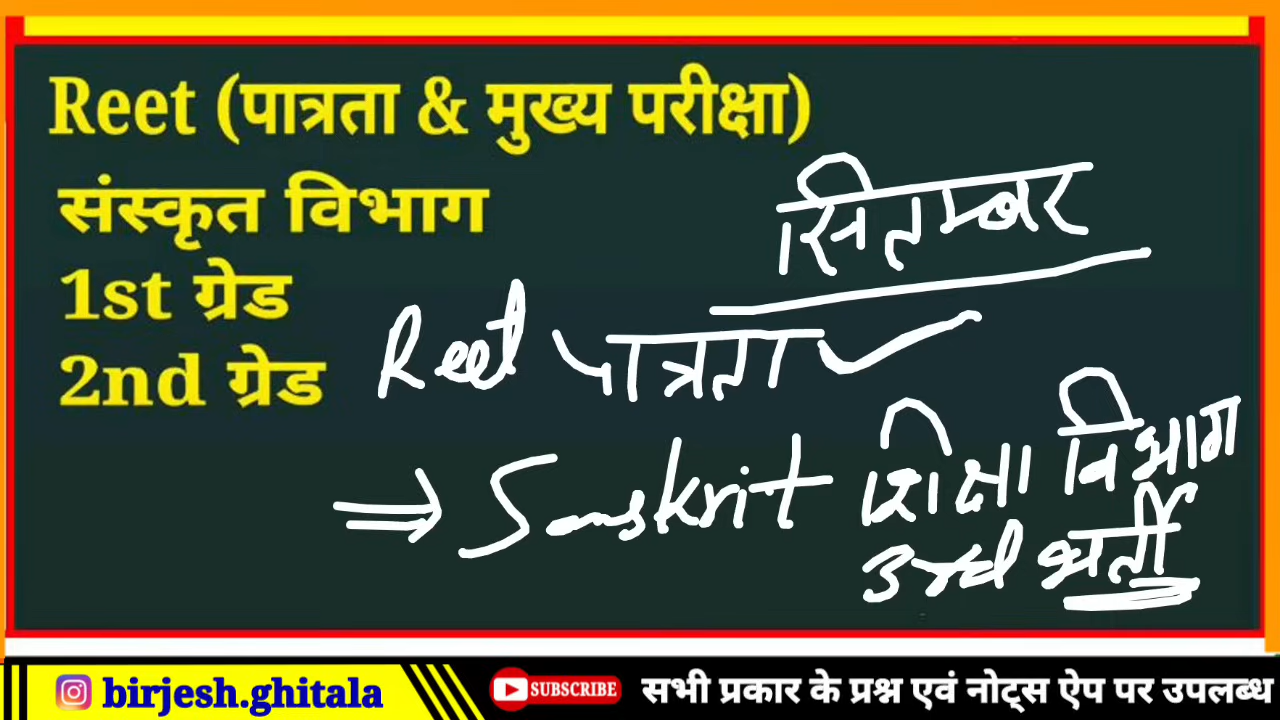 Reet (पात्रता & मुख्य परीक्षा)
संस्कृत विभाग
सितम्बर
1st ग्रेड
Reet पात्रता
2nd ग्रेड
Sanskrit शिक्षा विभाग
3rd भर्ती
birjesh.ghitala
SUBSCRIBE
सभी प्रकार के प्रश्न एवं नोट्स ऐप पर उपलब्ध